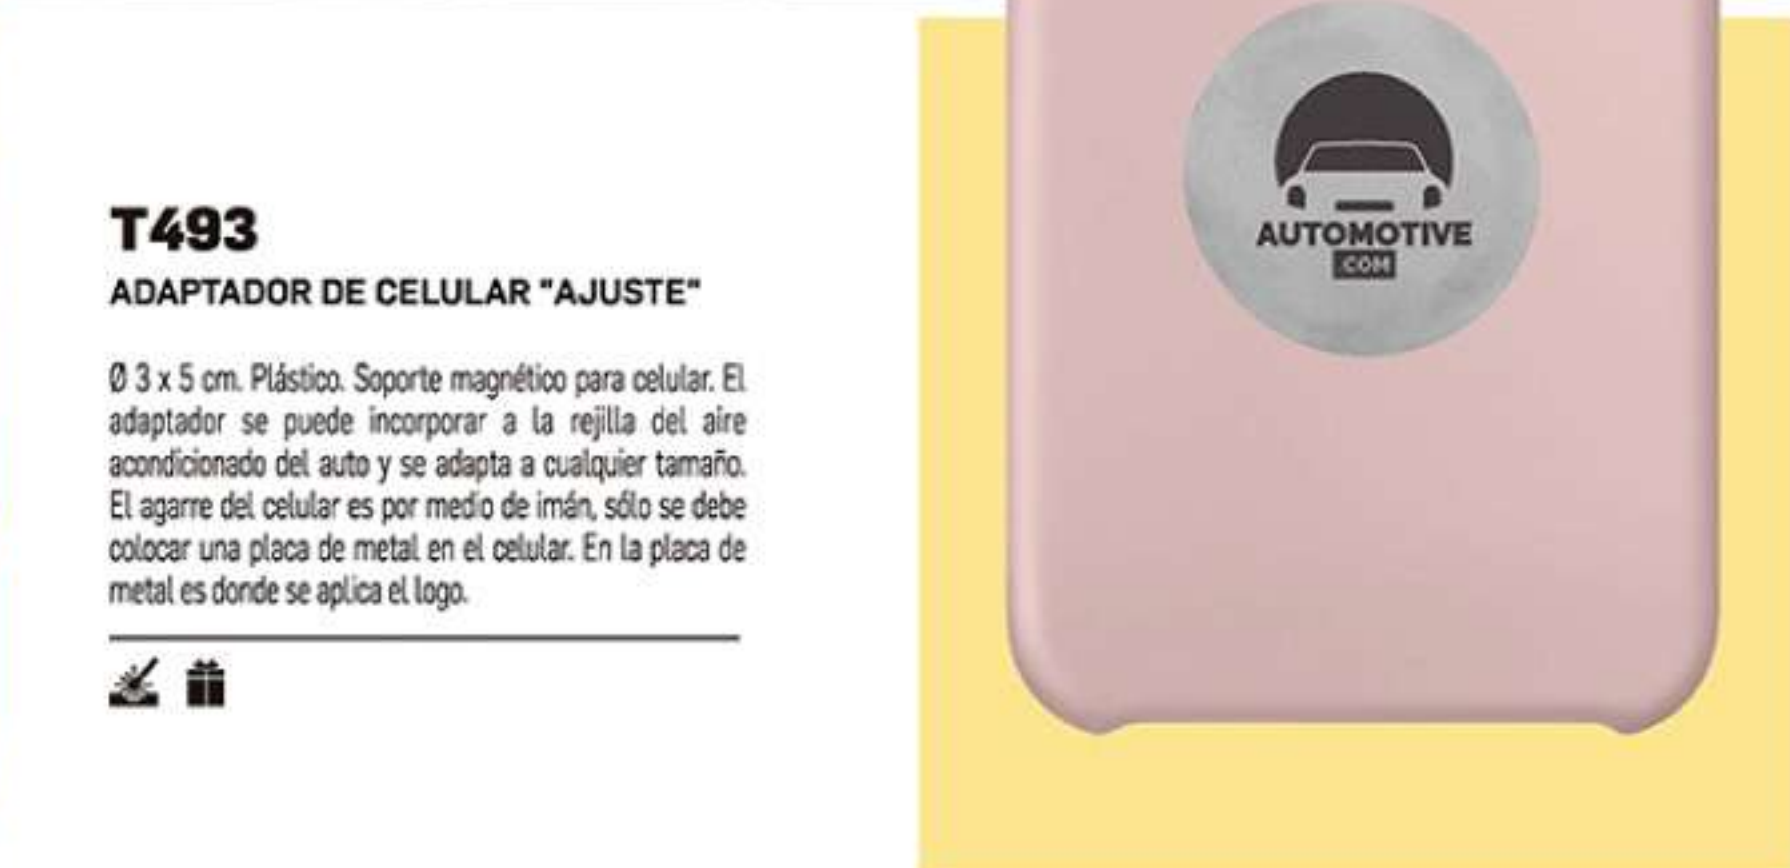 T493
ADAPTADOR DE CELULAR "AJUSTE"
Ø 3 x 5 cm. Plástico. Soporte magnético para celular. El
adaptador se puede incorporar a la rejilla del aire
acondicionado del auto y se adapta a cualquier tamaño.
El agarre del celular es por medio de imán, sólo se debe
colocar una placa de metal en el celular. En la placa de
metal es donde se aplica el logo.
AUTOMOTIVE
.COM